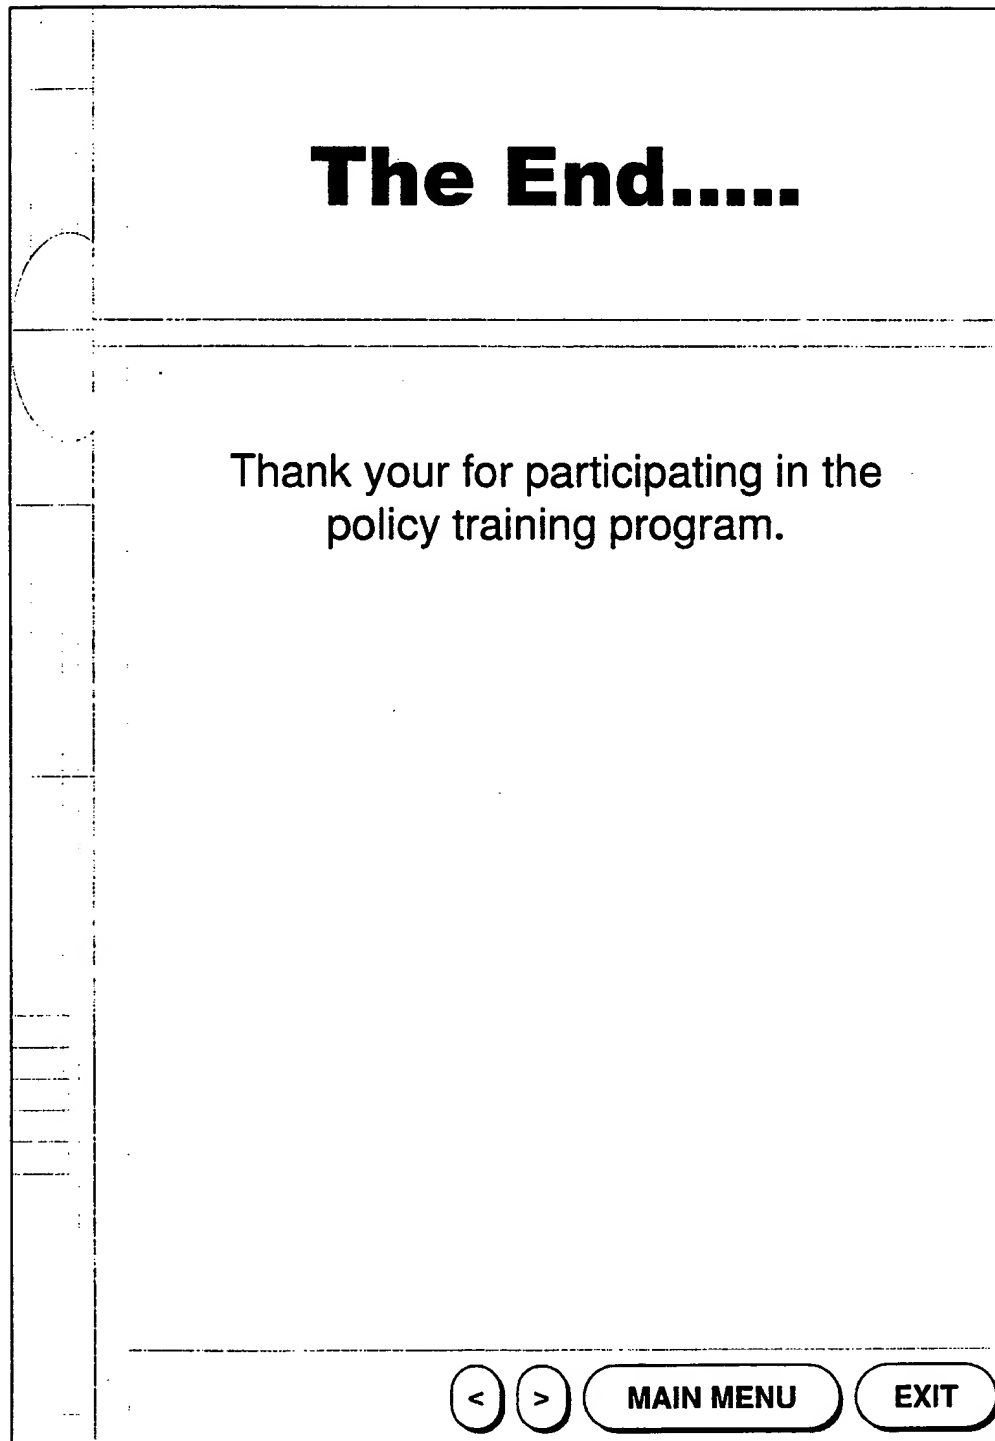 The End.....
Thank your for participating in the
policy training program.
< > MAIN MENU EXIT